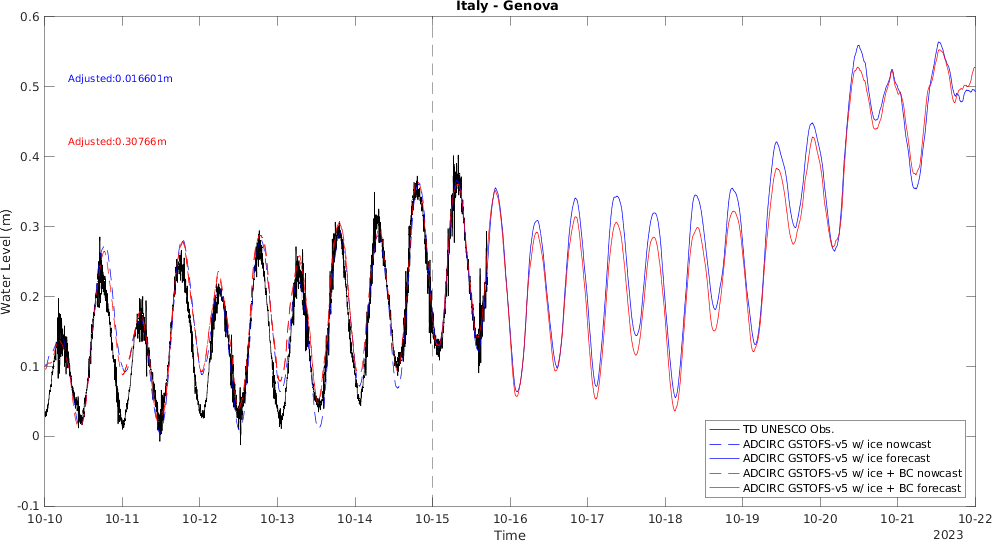 Italy - Genova
0.6
0.5
0.4
0.3
0.2
0.1
0
-0.1
Water Level (m)
Adjusted:0.016601m
Adjusted:0.30766m
TD UNESCO Obs.
ADCIRC GSTOFS-v5 w/ ice nowcast
ADCIRC GSTOFS-v5 w/ ice forecast
ADCIRC GSTOFS-v5 w/ ice + BC nowcast
ADCIRC GSTOFS-v5 w/ ice + BC forecast
10-10 10-11 10-12 10-13 10-14 10-15 10-16 10-17 10-18 10-19 10-20 10-21 10-22
Time
2023